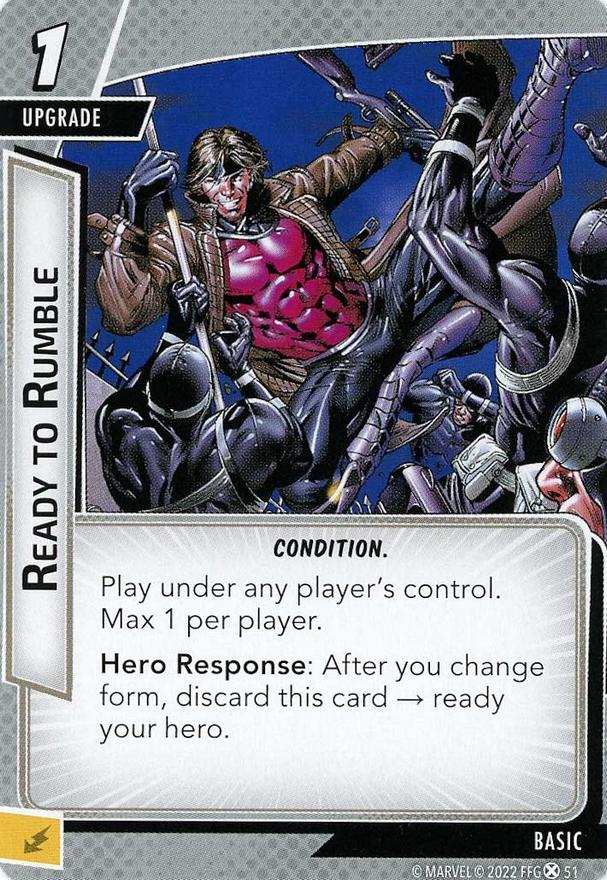 1
UPGRADE
READY TO RUMBLE
CONDITION.
Play under any player's control.
Max 1 per player.
Hero Response: After you change
form, discard this card → ready
your hero.
BASIC
© MARVEL © 2022 FFG 51